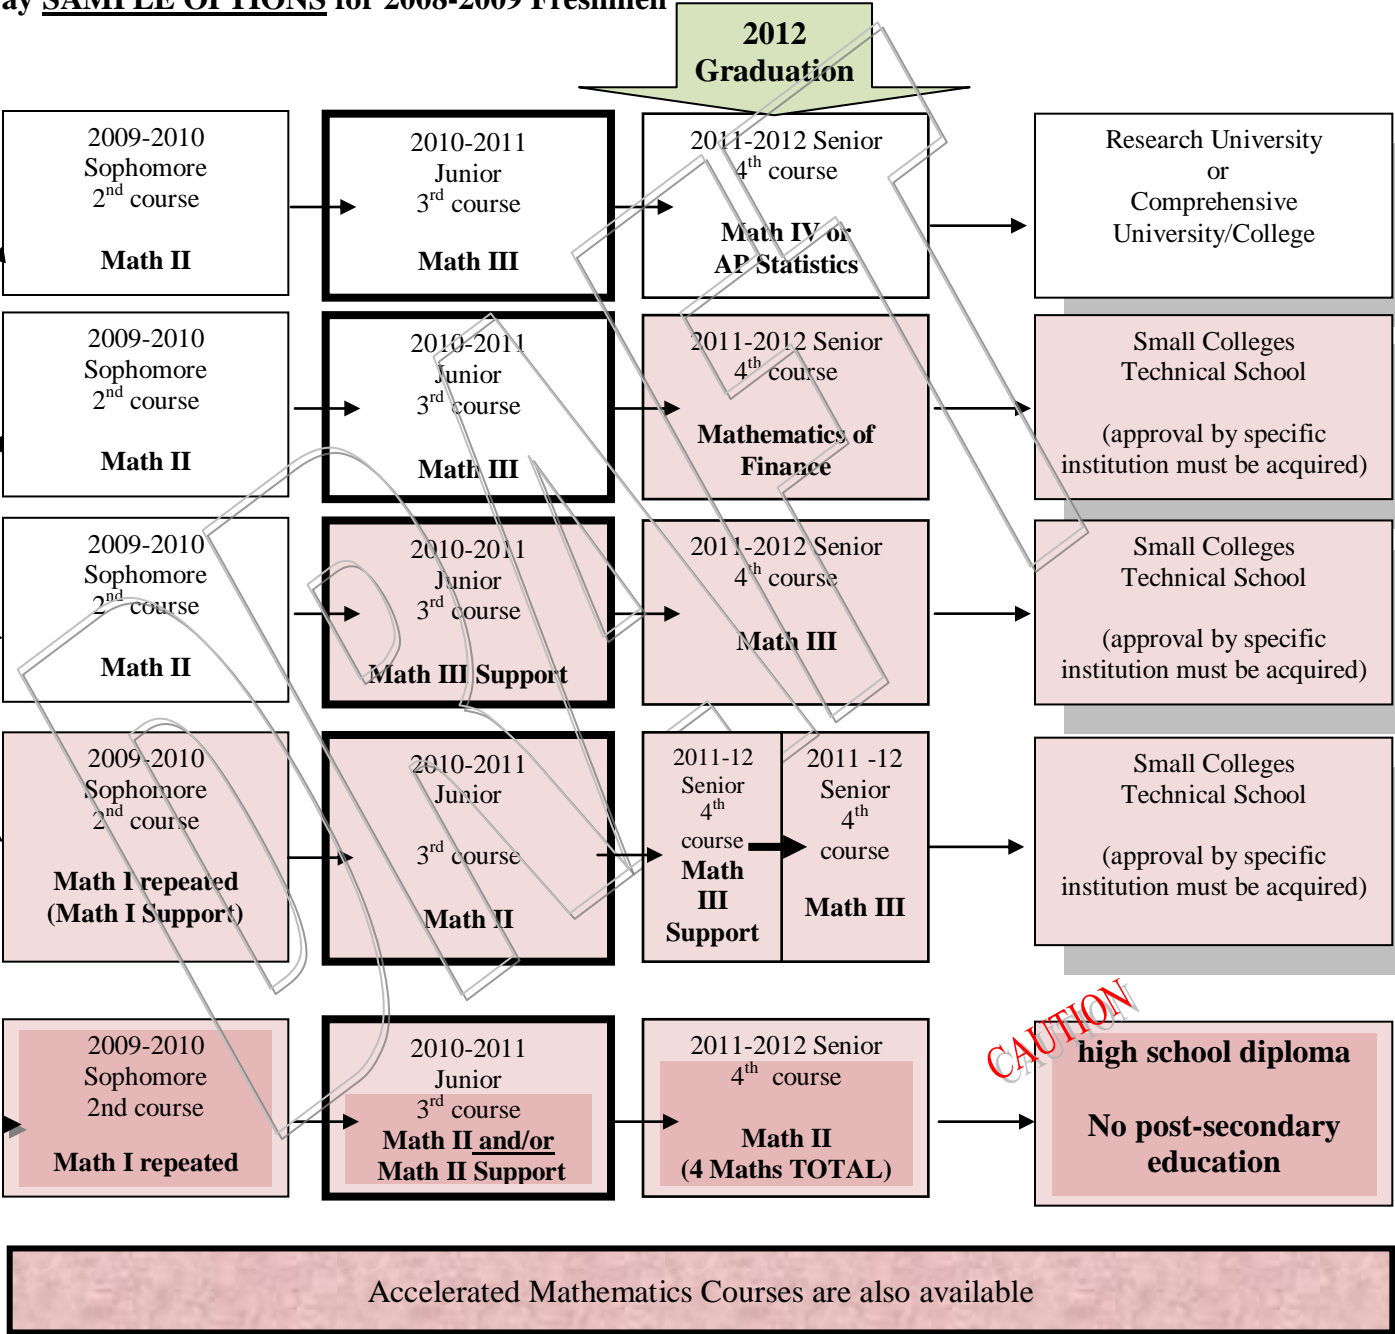 ay SAMPLE OPTIONS for 2008-2009 Freshmen
2012
Graduation
2009-2010
Sophomore
2nd course
Math II
2010-2011
Junior
3rd course
Math III
2011-2012 Senior
4th course
Math IV or
AP Statistics
Research University
or
Comprehensive
University/College
2009-2010
Sophomore
2nd course
Math II
2010-2011
Junior
3rd course
Math III
2011-2012 Senior
4th course
Mathematics of
Finance
Small Colleges
Technical School
(approval by specific
institution must be acquired)
2009-2010
Sophomore
2nd course
Math II
2010-2011
Junior
3rd course
Math III Support
2011-2012 Senior
4th course
Math III
Small Colleges
Technical School
(approval by specific
institution must be acquired)
2009-2010
Sophomore
2nd course
Math I repeated
(Math I Support)
2010-2011
Junior
3rd course
Math II
2011-12
Senior
4th
course
Math
III
Support
2011 -12
Senior
4th
course
Math III
Small Colleges
Technical School
(approval by specific
institution must be acquired)
2009-2010
Sophomore
2nd course
Math I repeated
2010-2011
Junior
3rd course
Math II and/or
Math II Support
2011-2012 Senior
4th course
Math II
(4 Maths TOTAL)
CAUTION
high school diploma
No post-secondary
education
Accelerated Mathematics Courses are also available
DRAFT